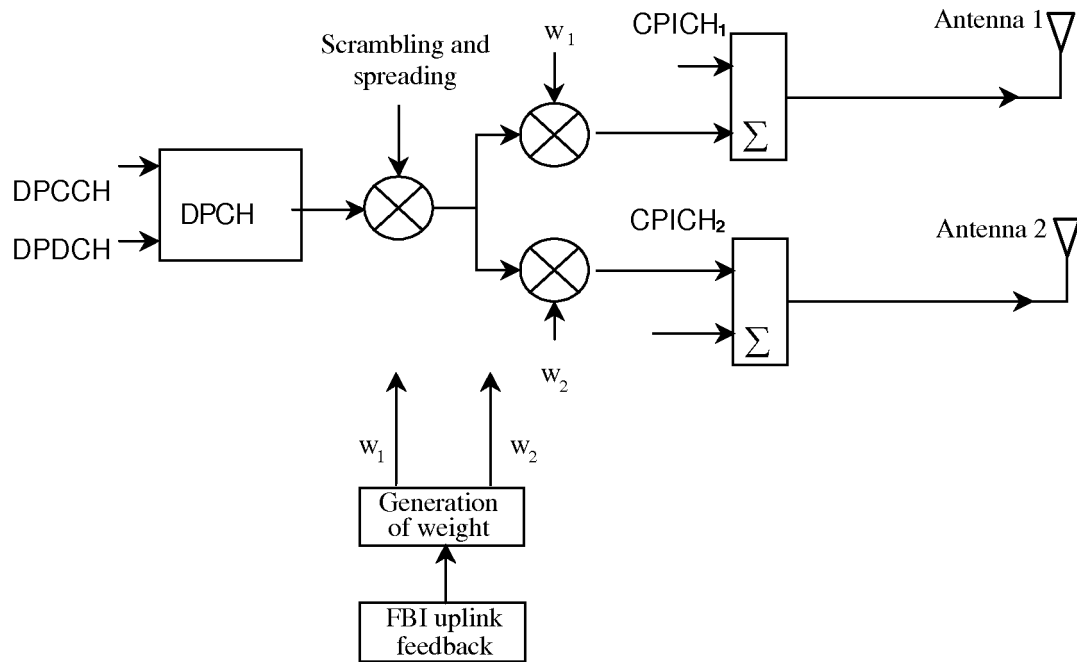 Scrambling and
spreading
w1
CPICH1
Antenna 1
Σ
DPCCH
DPDCH
DPCH
CPICH2
Antenna 2
Σ
w2
w1
w2
Generation
of weight
FBI uplink
feedback